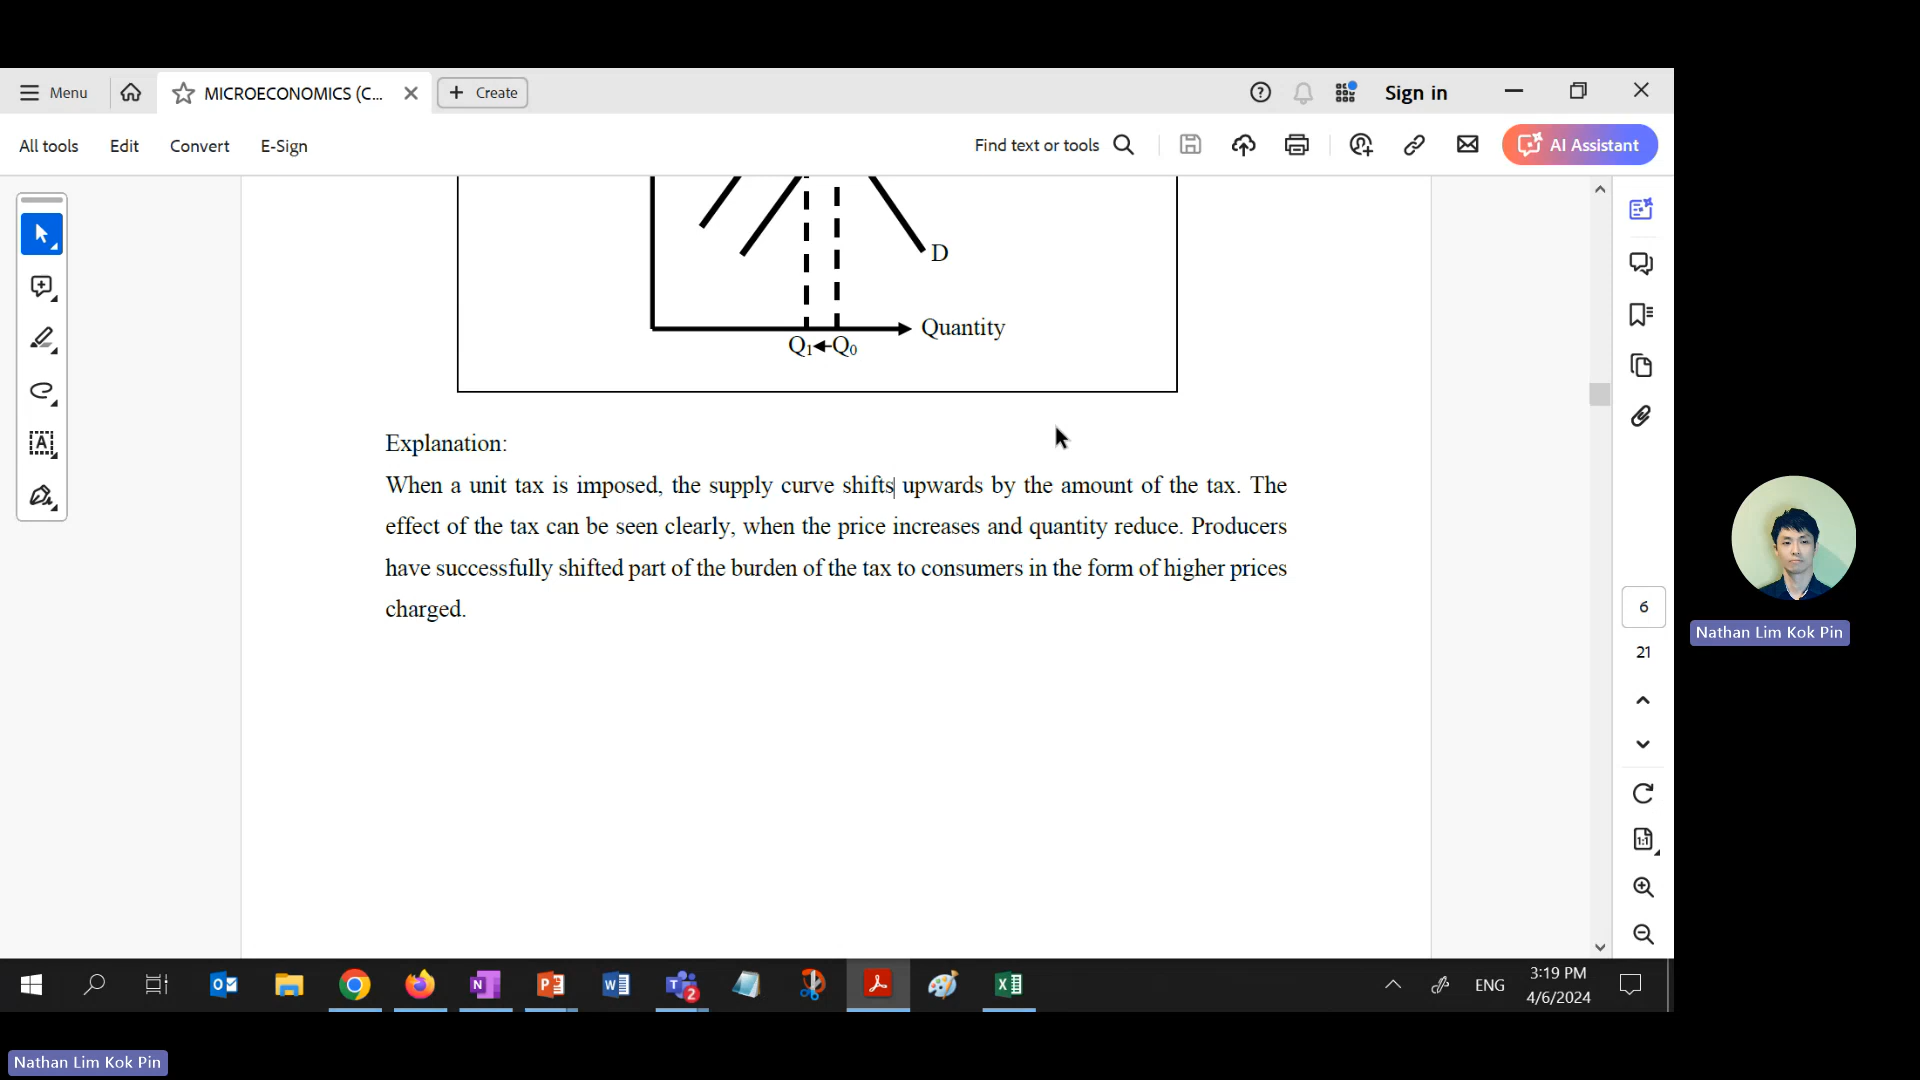 Menu
MICROECONOMICS (C...
Create
Sign in
All tools
Edit
Convert
E-Sign
Find text or tools
AI Assistant
D
Quantity
Q1 Q0
Explanation:
When a unit tax is imposed, the supply curve shifts upwards by the amount of the tax. The
effect of the tax can be seen clearly, when the price increases and quantity reduce. Producers
have successfully shifted part of the burden of the tax to consumers in the form of higher prices
charged.
6
21
Nathan Lim Kok Pin
ENG
3:19 PM
4/6/2024
Nathan Lim Kok Pin